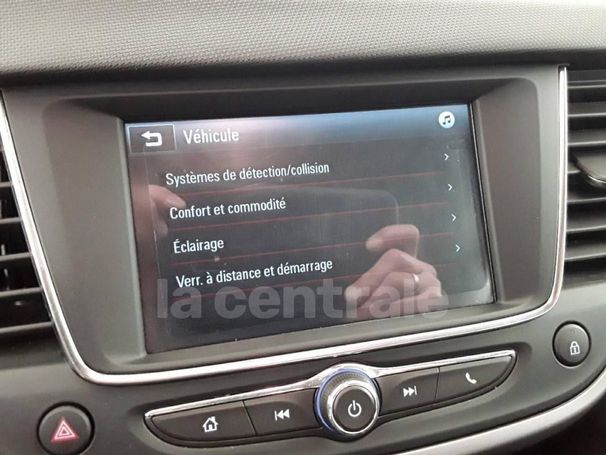 Véhicule
Systèmes de détection/collision
Confort et commodité
Éclairage
Verr. à distance et démarrage
la centrale